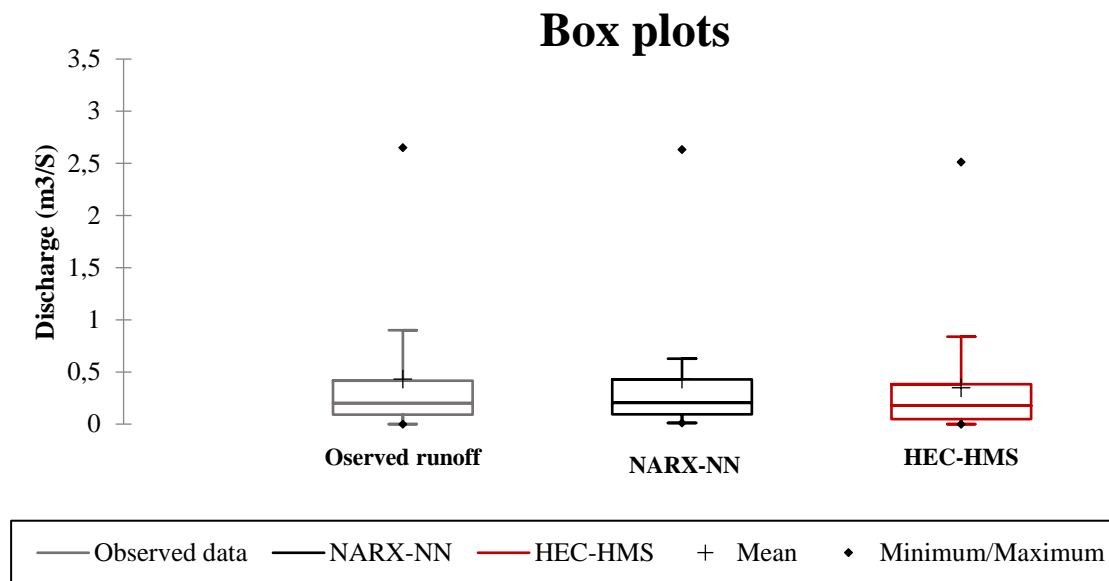 Box plots
3,5
3
2,5
2
1,5
1
0,5
0
Discharge (m3/S)
Oserved runoff
NARX-NN
HEC-HMS
Observed data NARX-NN HEC-HMS Mean Minimum/Maximum